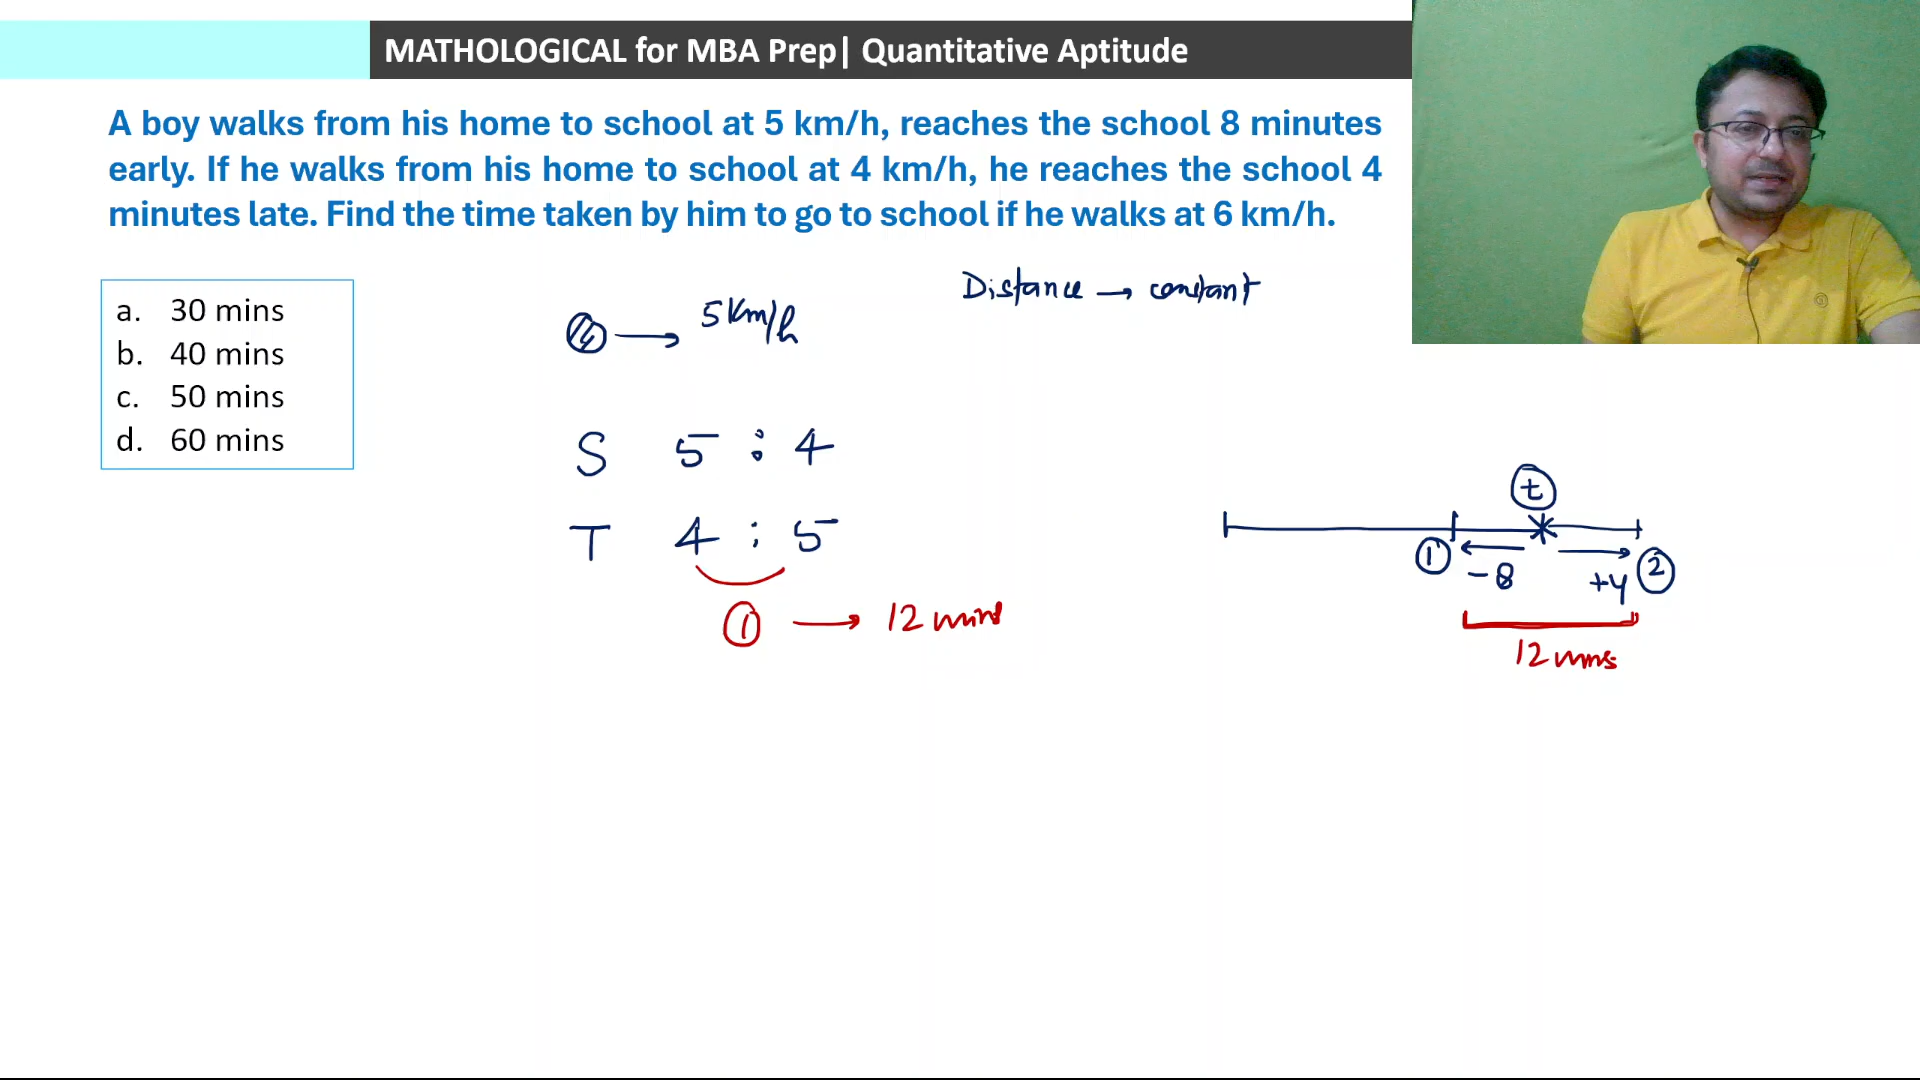 MATHOLOGICAL for MBA Prep| Quantitative Aptitude
A boy walks from his home to school at 5 km/h, reaches the school 8 minutes
early. If he walks from his home to school at 4 km/h, he reaches the school 4
minutes late. Find the time taken by him to go to school if he walks at 6 km/h.
a. 30 mins
b. 40 mins
c. 50 mins
d. 60 mins
Distance → constant
→ 5 Km/h
S 5 : 4
T 4 : 5
1 → 12 mins
t
1 -8 +4 2
12 mins